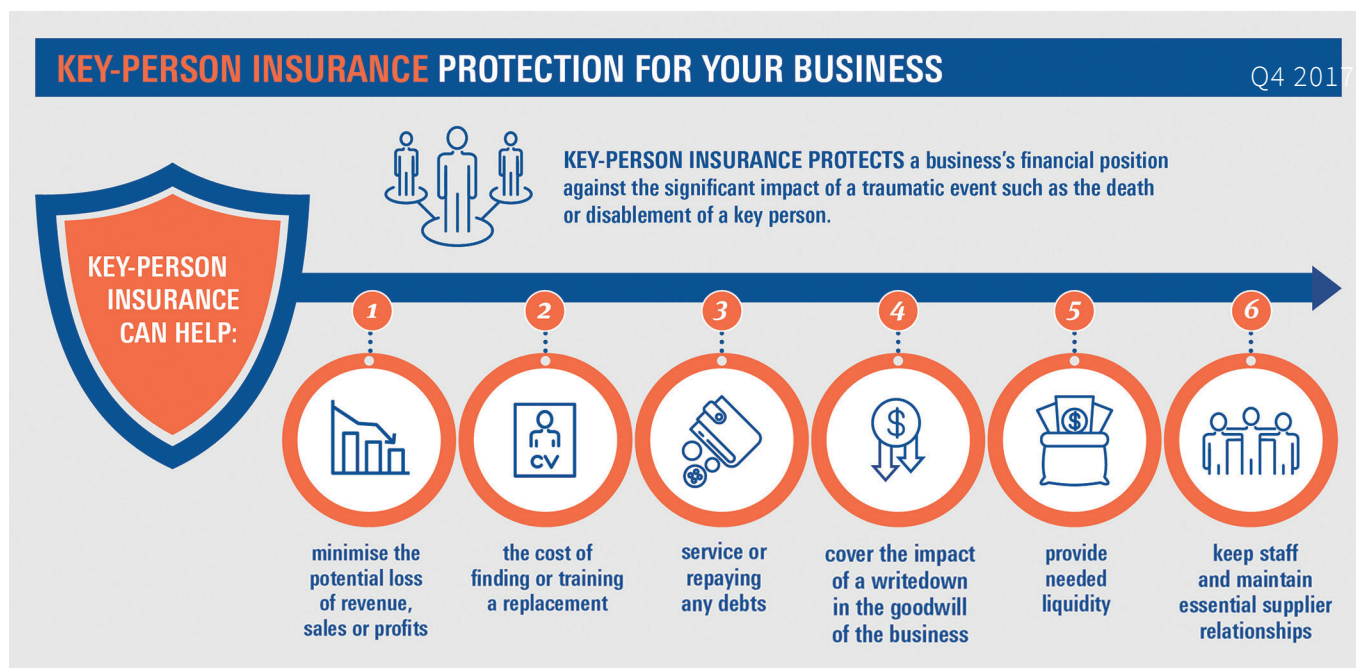 KEY-PERSON INSURANCE PROTECTION FOR YOUR BUSINESS
Q4 2017
KEY-PERSON INSURANCE PROTECTS a business's financial position
against the significant impact of a traumatic event such as the death
or disablement of a key person.
KEY-PERSON
INSURANCE
CAN HELP:
1
minimise the
potential loss
of revenue,
sales or profits
2
CV
the cost of
finding or training
a replacement
3
service or
repaying
any debts
4
$
cover the impact
of a writedown
in the goodwill
of the business
5
$
provide
needed
liquidity
6
keep staff
and maintain
essential supplier
relationships